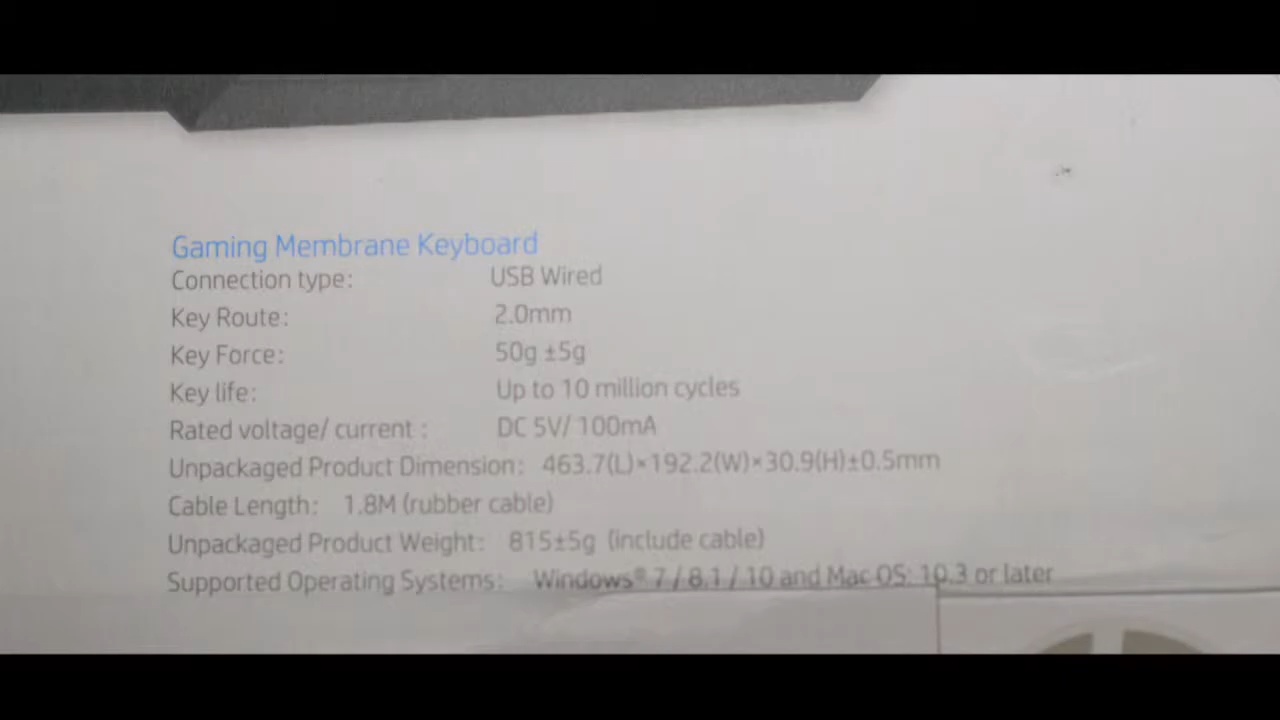 Gaming Membrane Keyboard
Connection type: USB Wired
Key Route: 2.0mm
Key Force: 50g ±5g
Key life: Up to 10 million cycles
Rated voltage/ current : DC 5V/ 100mA
Unpackaged Product Dimension: 463.7(L)×192.2(W)×30.9(H)±0.5mm
Cable Length: 1.8M (rubber cable)
Unpackaged Product Weight: 815±5g (include cable)
Supported Operating Systems: Windows® 7 / 8.1 / 10 and Mac OS: 10.3 or later